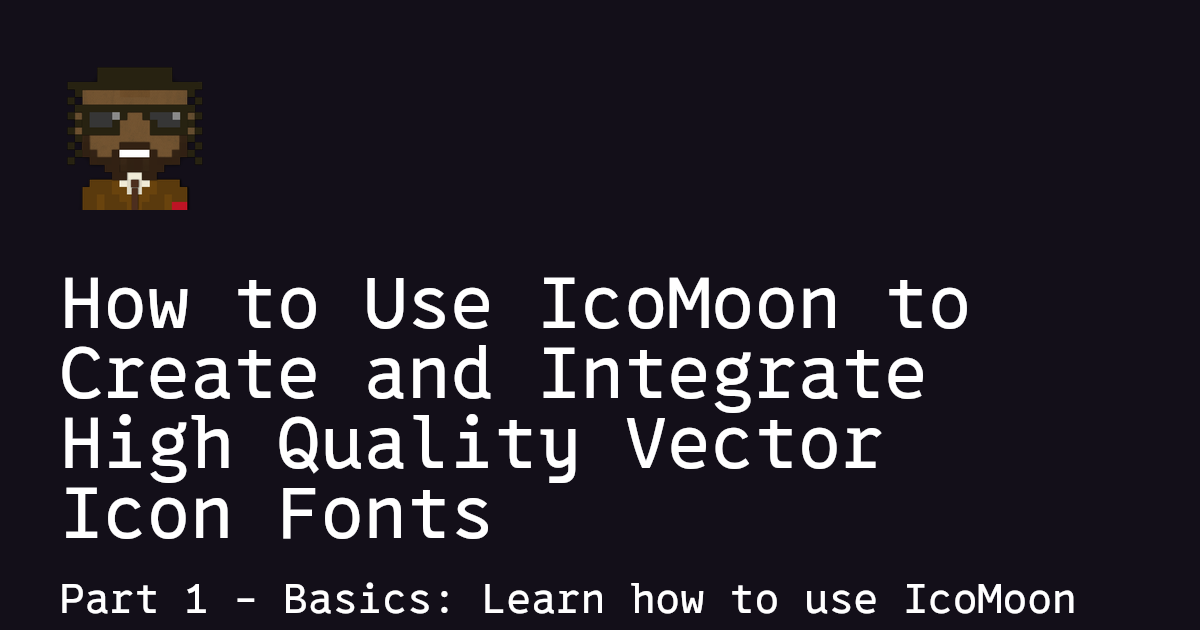 How to Use IcoMoon to
Create and Integrate
High Quality Vector
Icon Fonts
Part 1 – Basics: Learn how to use IcoMoon